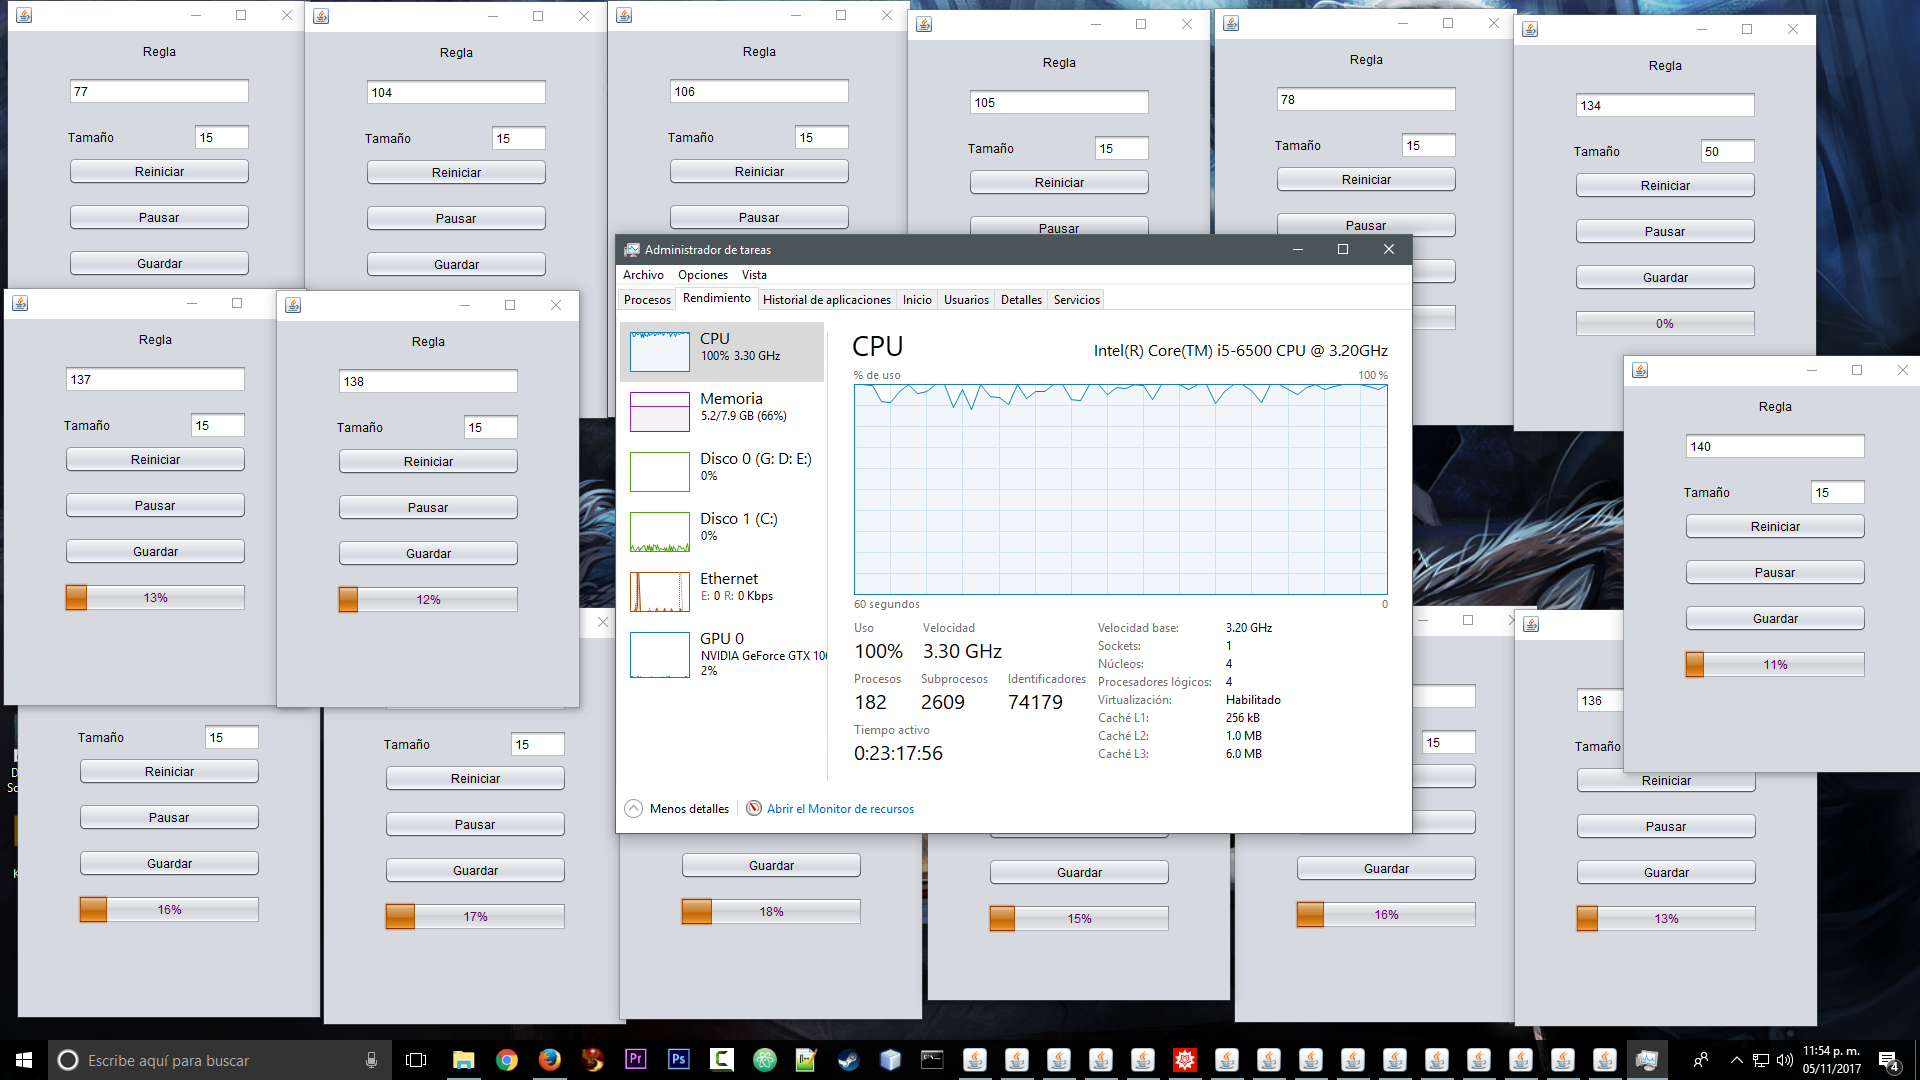 Regla
77
Tamaño 15
Reiniciar
Pausar
Guardar
Regla
104
Tamaño 15
Reiniciar
Pausar
Guardar
Regla
106
Tamaño 15
Reiniciar
Pausar
Regla
105
Tamaño 15
Reiniciar
Pausar
Regla
78
Tamaño 15
Reiniciar
Pausar
Regla
134
Tamaño 50
Reiniciar
Pausar
Guardar
0%
Regla
137
Tamaño 15
Reiniciar
Pausar
Guardar
13%
Regla
138
Tamaño 15
Reiniciar
Pausar
Guardar
12%
Administrador de tareas
Archivo Opciones Vista
Procesos Rendimiento Historial de aplicaciones Inicio Usuarios Detalles Servicios
CPU
100% 3.30 GHz
Memoria
5.2/7.9 GB (66%)
Disco 0 (G: D: E:)
0%
Disco 1 (C:)
0%
Ethernet
E: 0 R: 0 Kbps
GPU 0
NVIDIA GeForce GTX 10
2%
CPU Intel(R) Core(TM) i5-6500 CPU @ 3.20GHz
% de uso 100 %
60 segundos 0
Uso Velocidad
100% 3.30 GHz
Procesos Subprocesos Identificadores
182 2609 74179
Tiempo activo
0:23:17:56
Velocidad base: 3.20 GHz
Sockets: 1
Núcleos: 4
Procesadores lógicos: 4
Virtualización: Habilitado
Caché L1: 256 kB
Caché L2: 1.0 MB
Caché L3: 6.0 MB
Menos detalles Abrir el Monitor de recursos
Regla
140
Tamaño 15
Reiniciar
Pausar
Guardar
11%
Tamaño 15
Reiniciar
Pausar
Guardar
16%
Tamaño 15
Reiniciar
Pausar
Guardar
17%
Guardar
18%
Guardar
15%
15
Guardar
16%
136
Tamaño
Reiniciar
Pausar
Guardar
13%
Escribe aquí para buscar
Pr
Ps
11:54 p. m.
05/11/2017
4